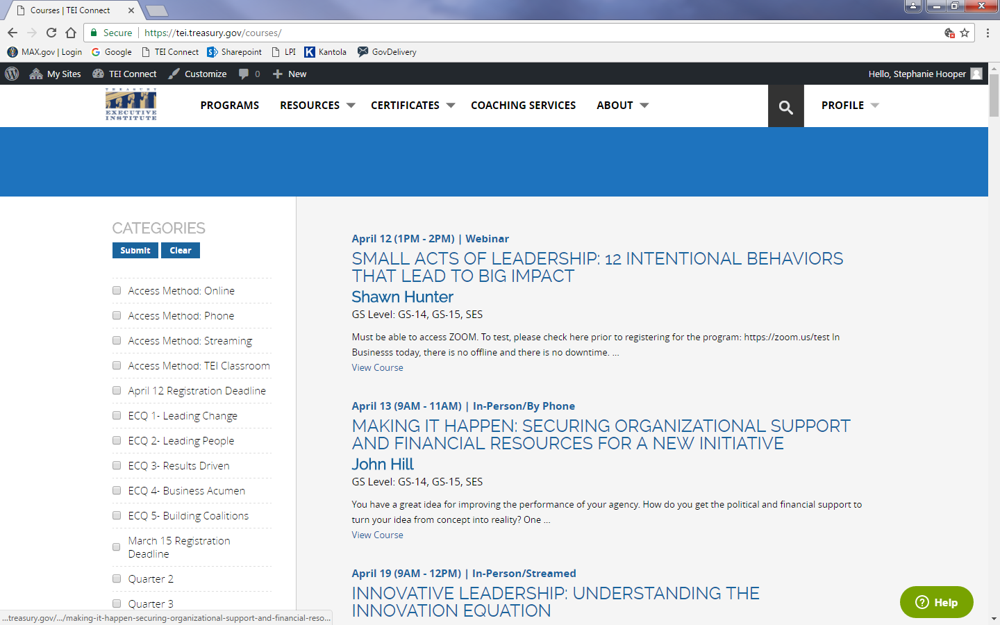 Courses | TEI Connect
Secure
https://tei.treasury.gov/courses/
MAX.gov | Login
Google
TEI Connect
Sharepoint
LPI
Kantola
GovDelivery
My Sites
TEI Connect
Customize
0
New
Hello, Stephanie Hooper
TREASURY
TEI
EXECUTIVE
INSTITUTE
PROGRAMS
RESOURCES
CERTIFICATES
COACHING SERVICES
ABOUT
PROFILE
CATEGORIES
Submit
Clear
Access Method: Online
Access Method: Phone
Access Method: Streaming
Access Method: TEI Classroom
April 12 Registration Deadline
ECQ 1- Leading Change
ECQ 2- Leading People
ECQ 3- Results Driven
ECQ 4- Business Acumen
ECQ 5- Building Coalitions
March 15 Registration
Deadline
Quarter 2
Quarter 3
April 12 (1PM - 2PM) | Webinar
SMALL ACTS OF LEADERSHIP: 12 INTENTIONAL BEHAVIORS
THAT LEAD TO BIG IMPACT
Shawn Hunter
GS Level: GS-14, GS-15, SES
Must be able to access ZOOM. To test, please check here prior to registering for the program: https://zoom.us/test In
Businesss today, there is no offline and there is no downtime. ...
View Course
April 13 (9AM - 11AM) | In-Person/By Phone
MAKING IT HAPPEN: SECURING ORGANIZATIONAL SUPPORT
AND FINANCIAL RESOURCES FOR A NEW INITIATIVE
John Hill
GS Level: GS-14, GS-15, SES
You have a great idea for improving the performance of your agency. How do you get the political and financial support to
turn your idea from concept into reality? One ...
View Course
April 19 (9AM - 12PM) | In-Person/Streamed
INNOVATIVE LEADERSHIP: UNDERSTANDING THE
INNOVATION EQUATION
Help
...treasury.gov/.../making-it-happen-securing-organizational-support-and-financial-reso...